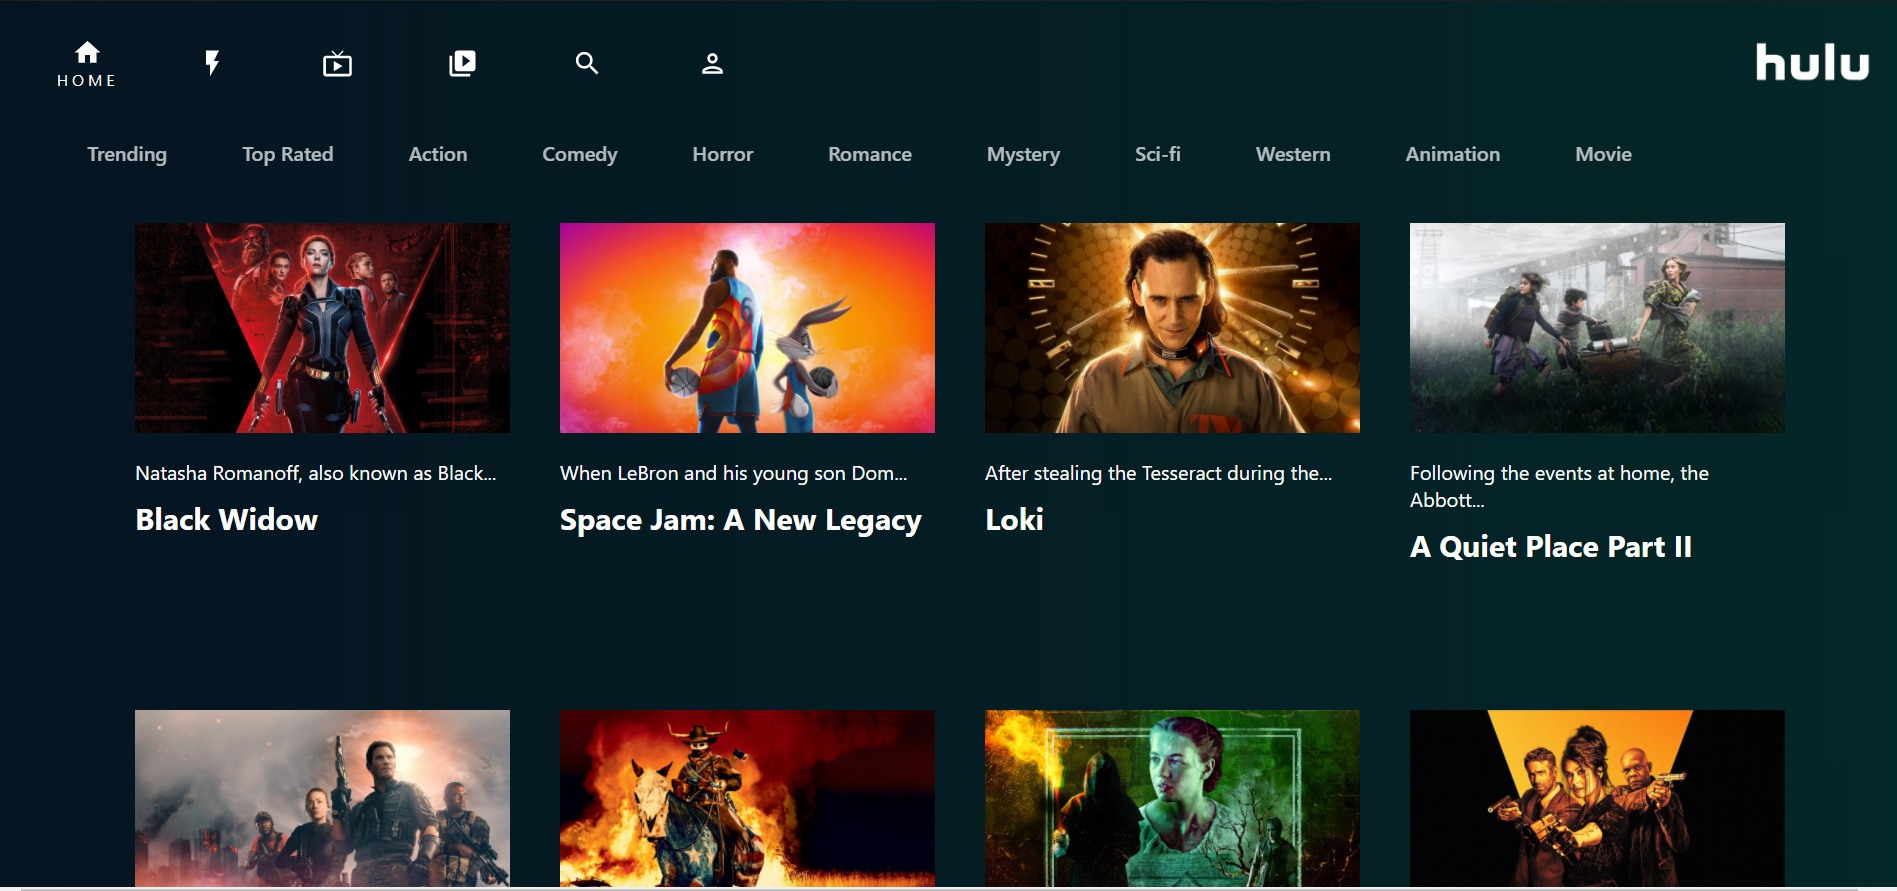 HOME
hulu
Trending
Top Rated
Action
Comedy
Horror
Romance
Mystery
Sci-fi
Western
Animation
Movie
6
Natasha Romanoff, also known as Black...
Black Widow
When LeBron and his young son Dom...
Space Jam: A New Legacy
After stealing the Tesseract during the...
Loki
Following the events at home, the
Abbott...
A Quiet Place Part II